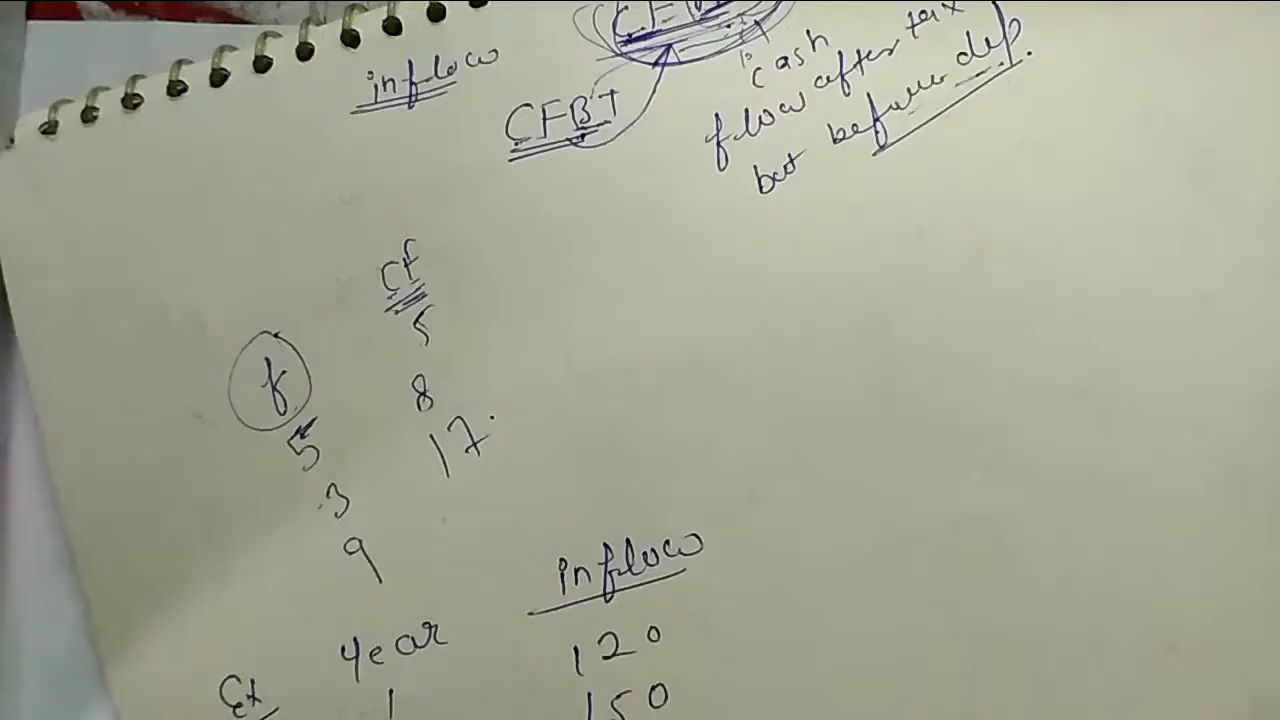 inflow
CFBT
cash
flow after tax
but before dep.
cf
f
5
8
5
17.
3
9
inflow
Year
120
Ex
1
150